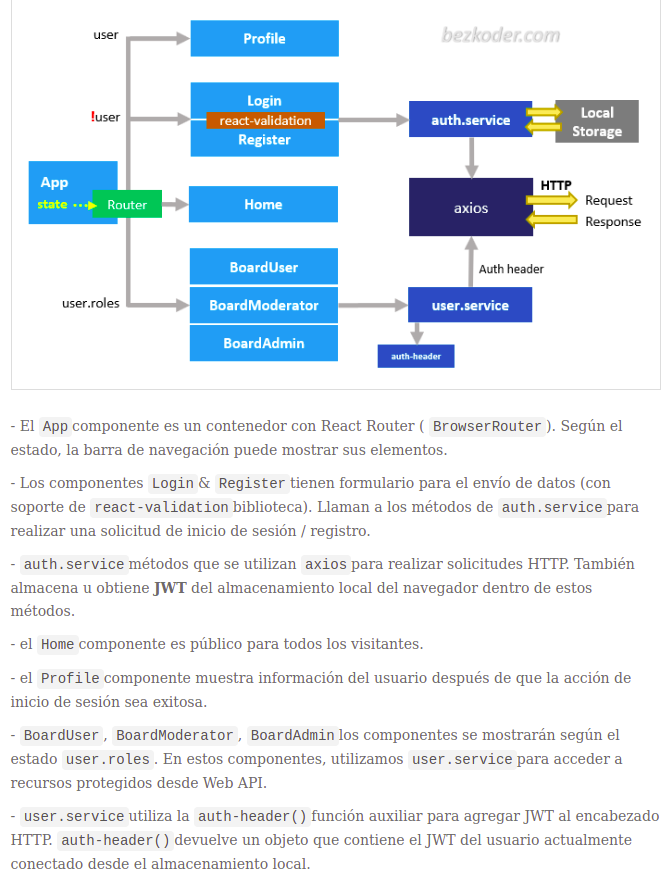 bezkoder.com
user
Profile
!user
Login
react-validation
Register
auth.service
Local
Storage
App
state
Router
Home
axios
HTTP
Request
Response
Auth header
BoardUser
user.roles
BoardModerator
BoardAdmin
user.service
auth-header
- El App componente es un contenedor con React Router ( BrowserRouter ). Según el
estado, la barra de navegación puede mostrar sus elementos.
- Los componentes Login & Register tienen formulario para el envío de datos (con
soporte de react-validation biblioteca). Llaman a los métodos de auth.service para
realizar una solicitud de inicio de sesión / registro.
- auth.service métodos que se utilizan axios para realizar solicitudes HTTP. También
almacena u obtiene JWT del almacenamiento local del navegador dentro de estos
métodos.
- el Home componente es público para todos los visitantes.
- el Profile componente muestra información del usuario después de que la acción de
inicio de sesión sea exitosa.
- BoardUser , BoardModerator , BoardAdmin los componentes se mostrarán según el
estado user.roles . En estos componentes, utilizamos user.service para acceder a
recursos protegidos desde Web API.
- user.service utiliza la auth-header() función auxiliar para agregar JWT al encabezado
HTTP. auth-header() devuelve un objeto que contiene el JWT del usuario actualmente
conectado desde el almacenamiento local.